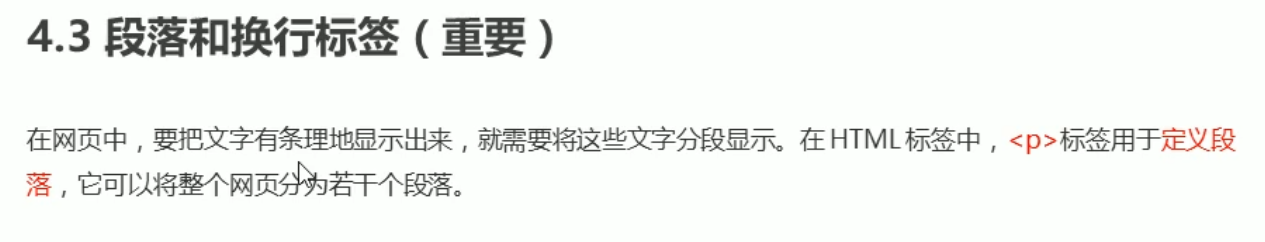 4.3 段落和换行标签（重要）
在网页中，要把文字有条理地显示出来，就需要将这些文字分段显示。在 HTML 标签中，<p>标签用于定义段
落，它可以将整个网页分为若干个段落。